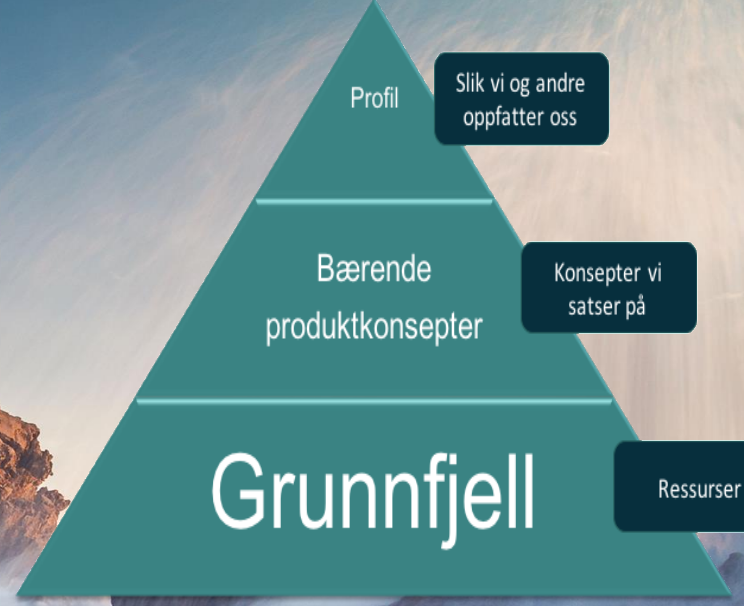 Profil
Slik vi og andre
oppfatter oss
Bærende
produktkonsepter
Konsepter vi
satser på
Grunnfjell
Ressurser